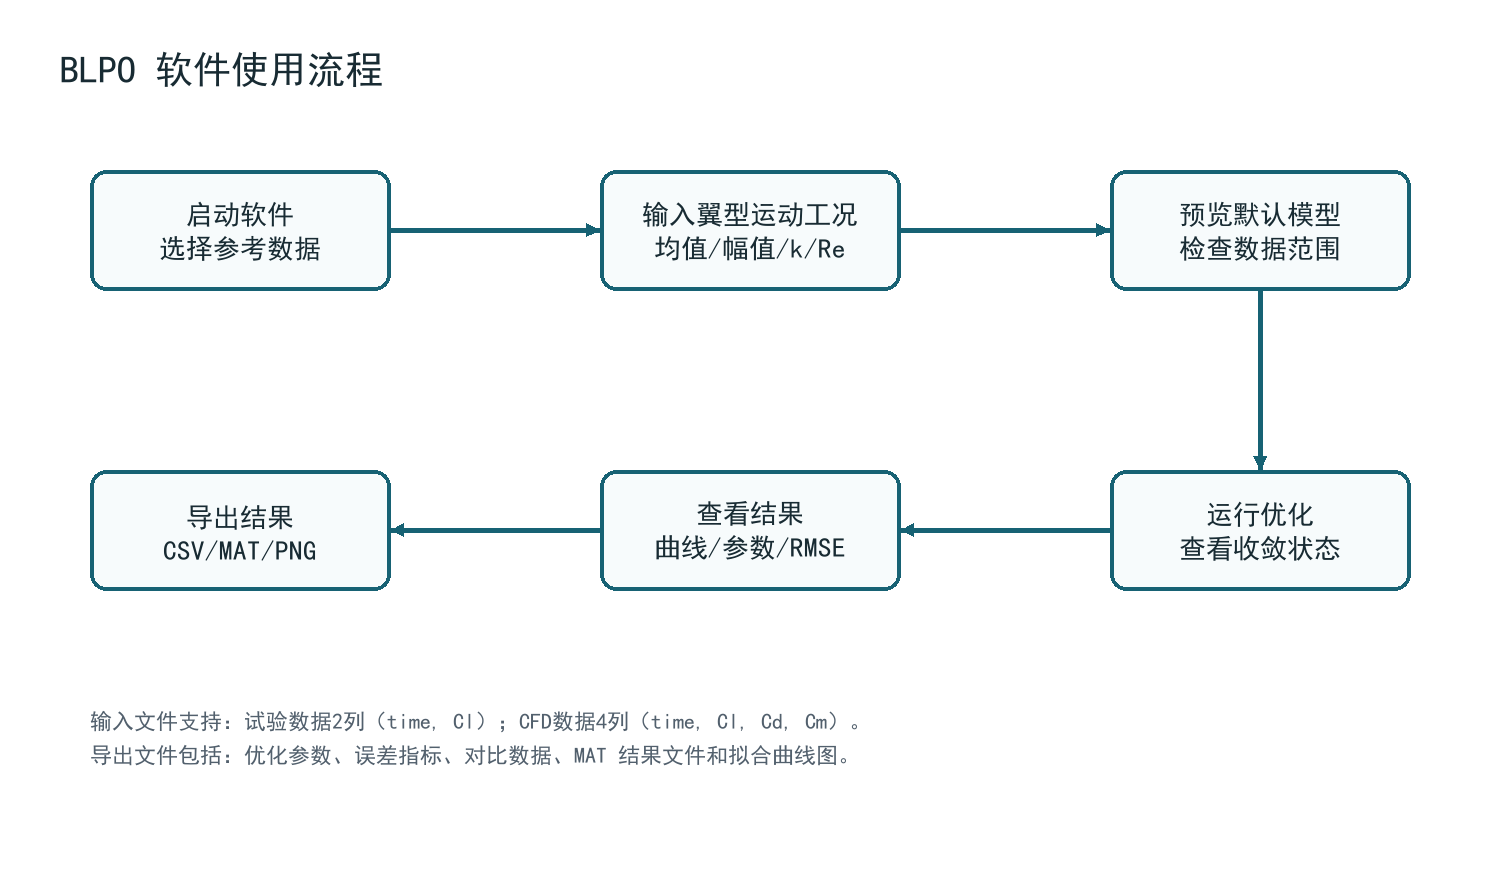 BLPO 软件使用流程
启动软件
选择参考数据
输入翼型运动工况
均值/幅值/k/Re
预览默认模型
检查数据范围
导出结果
CSV/MAT/PNG
查看结果
曲线/参数/RMSE
运行优化
查看收敛状态
输入文件支持：试验数据2列（time, Cl）；CFD数据4列（time, Cl, Cd, Cm）。
导出文件包括：优化参数、误差指标、对比数据、MAT 结果文件和拟合曲线图。